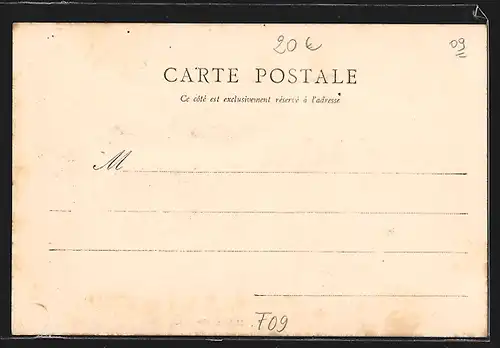 20€
09
CARTE POSTALE
Ce côté est exclusivement réservé à l'adresse
M
F09